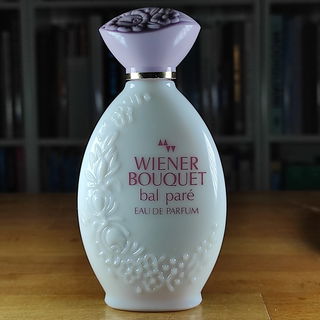 WIENER
BOUQUET
bal paré
EAU DE PARFUM